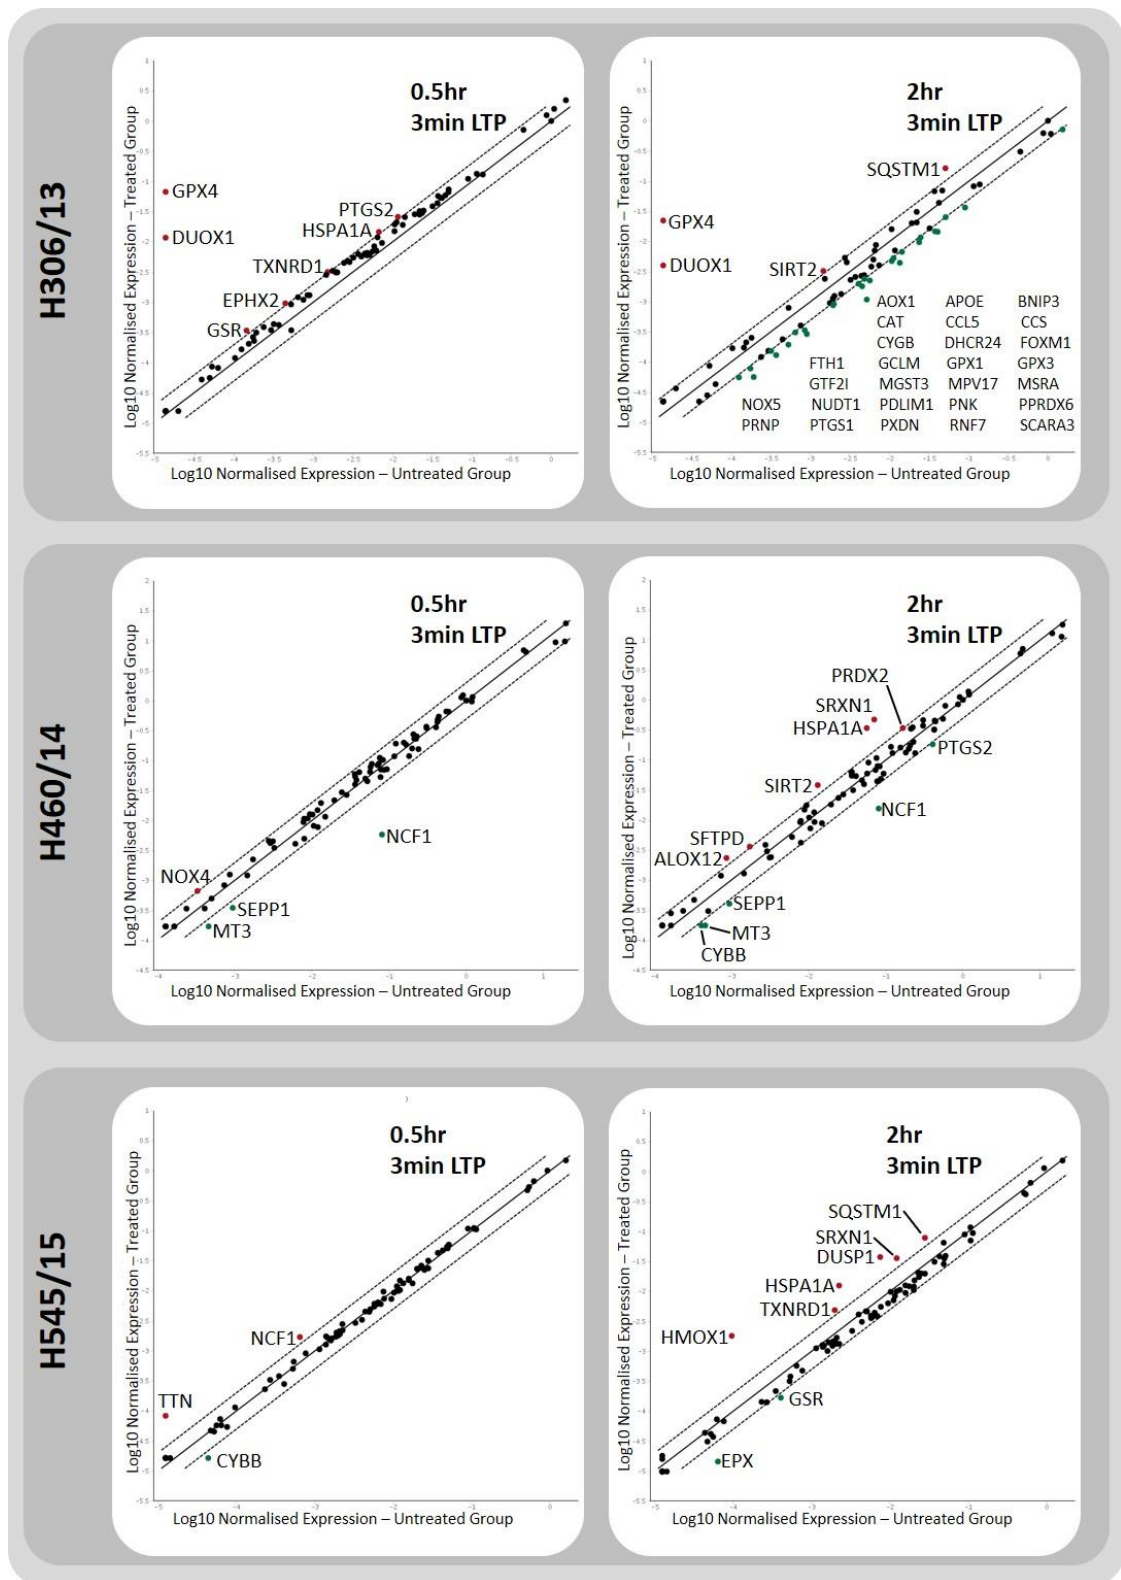 H306/13
0.5hr
3min LTP
GPX4
DUOX1
PTGS2
HSPA1A
TXNRD1
EPHX2
GSR
Log10 Normalised Expression – Treated Group
Log10 Normalised Expression – Untreated Group
2hr
3min LTP
SQSTM1
GPX4
DUOX1
SIRT2
AOX1 APOE BNIP3
CAT CCL5 CCS
CYGB DHCR24 FOXM1
FTH1 GCLM GPX1 GPX3
GTF2I MGST3 MPV17 MSRA
NOX5 NUDT1 PDLIM1 PNK PPRDX6
PRNP PTGS1 PXDN RNF7 SCARA3
Log10 Normalised Expression – Treated Group
Log10 Normalised Expression – Untreated Group
H460/14
0.5hr
3min LTP
NCF1
NOX4
SEPP1
MT3
Log10 Normalised Expression – Treated Group
Log10 Normalised Expression – Untreated Group
2hr
3min LTP
PRDX2
SRXN1
HSPA1A
PTGS2
SIRT2
NCF1
SFTPD
ALOX12
SEPP1
MT3
CYBB
Log10 Normalised Expression – Treated Group
Log10 Normalised Expression – Untreated Group
H545/15
0.5hr
3min LTP
NCF1
TTN
CYBB
Log10 Normalised Expression – Treated Group
Log10 Normalised Expression – Untreated Group
2hr
3min LTP
SQSTM1
SRXN1
DUSP1
HSPA1A
TXNRD1
HMOX1
GSR
EPX
Log10 Normalised Expression – Treated Group
Log10 Normalised Expression – Untreated Group